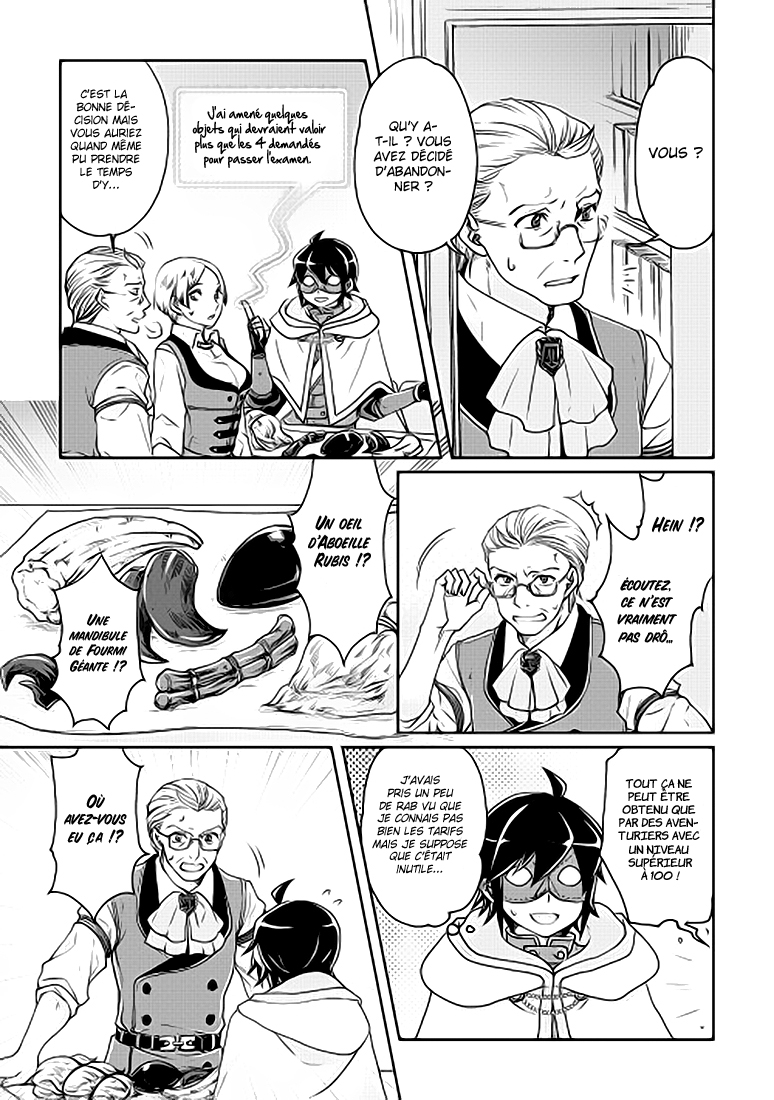 VOUS ?
QU'Y A-
T-IL ? VOUS
AVEZ DÉCIDÉ
D'ABANDON-
NER ?
J'ai amené quelques
objets qui devraient valoir
plus que les 4 demandés
pour passer l'examen.
C'EST LA
BONNE DÉ-
CISION MAIS
VOUS AURIEZ
QUAND MÊME
PU PRENDRE
LE TEMPS
D'Y...
HEIN !?
ÉCOUTEZ,
CE N'EST
VRAIMENT
PAS DRÔ...
UN OEIL
D'ABOEILLE
RUBIS !?
UNE
MANDIBULE
DE FOURMI
GÉANTE !?
TOUT ÇA NE
PEUT ÊTRE
OBTENU QUE
PAR DES AVEN-
TURIERS AVEC
UN NIVEAU
SUPÉRIEUR
À 100 !
J'AVAIS
PRIS UN PEU
DE RAB VU QUE
JE CONNAIS PAS
BIEN LES TARIFS
MAIS JE SUPPOSE
QUE C'ÉTAIT
INUTILE...
OÙ
AVEZ-VOUS
EU ÇA !?